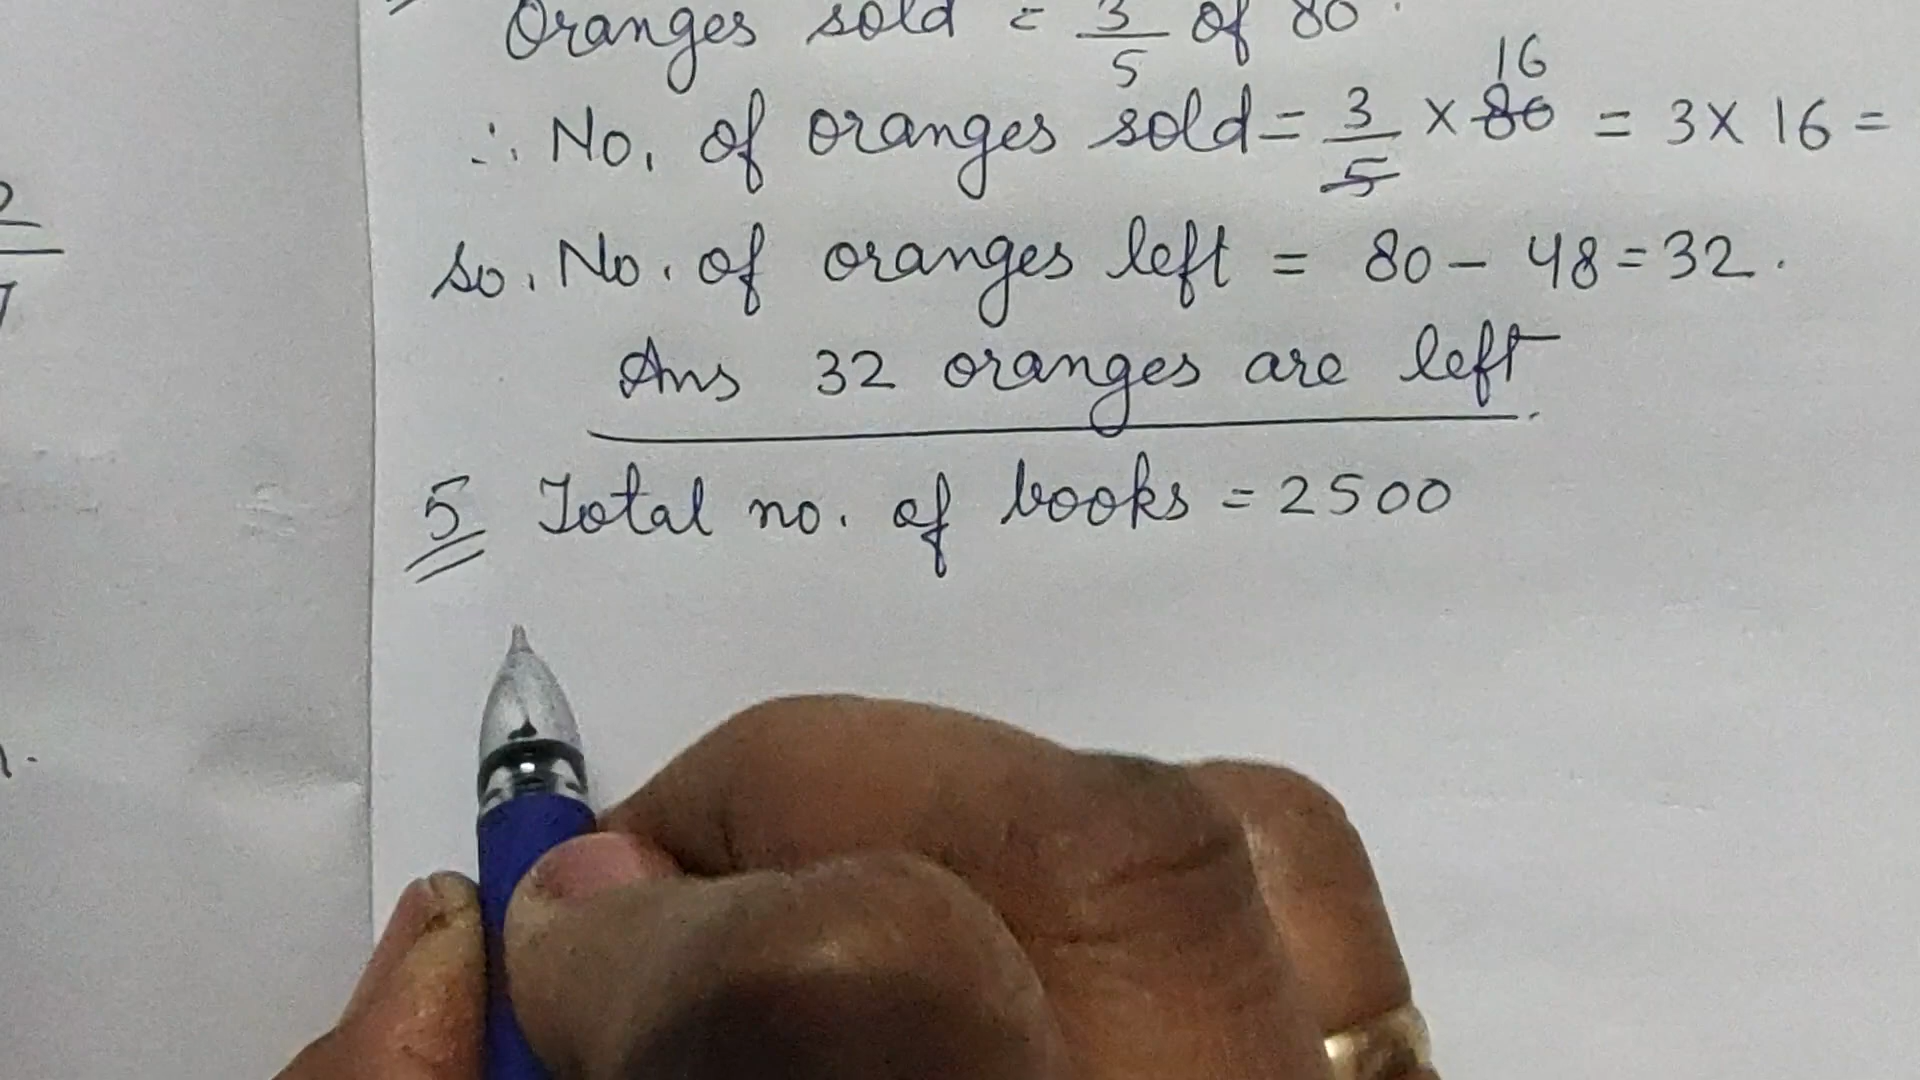 Oranges sold = 3/5 of 80
∴ No. of oranges sold = 3/5 × 80 16 = 3 × 16 =
so. No. of oranges left = 80 - 48 = 32.
Ans 32 oranges are left.
5 Total no. of books = 2500